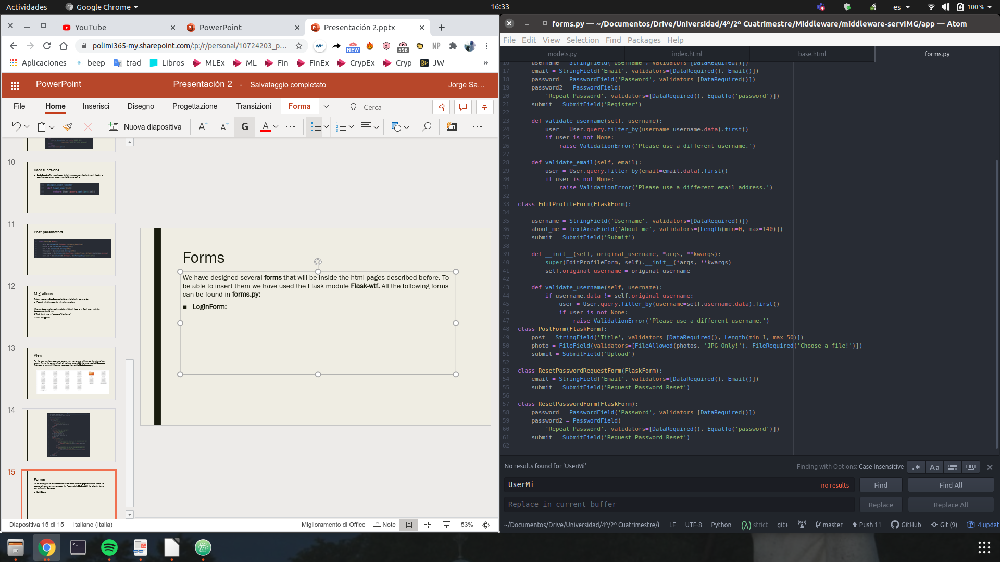 Actividades
Google Chrome
16:33
es
100 %
YouTube
PowerPoint
Presentación 2.pptx
polimi365-my.sharepoint.com/:p:/r/personal/10724203_p...
NEW
596
NP
Aplicaciones
beep
trad
Libros
MLEx
ML
Fin
FinEx
CrypEx
Cryp
JW
»
PowerPoint
Presentación 2 - Salvataggio completato
Jorge Sa...
File
Home
Inserisci
Disegno
Progettazione
Transizioni
Forma
Cerca
Nuova diapositiva
G
10
User functions
11
Post parameters
12
Migrations
13
View
14
15
Forms
LoginForm
Forms
We have designed several forms that will be inside the html pages described before. To
be able to insert them we have used the Flask module Flask-wtf. All the following forms
can be found in forms.py:
LoginForm:
Diapositiva 15 di 15
Italiano (Italia)
Miglioramento di Office
Note
53%
forms.py — ~/Documentos/Drive/Universidad/4º/2º Cuatrimestre/Middleware/middleware-servIMG/app — Atom
File Edit View Selection Find Packages Help
models.py
index.html
base.html
forms.py
16 username = StringField('Username', validators=[DataRequired()])
17 email = StringField('Email', validators=[DataRequired(), Email()])
18 password = PasswordField('Password', validators=[DataRequired()])
19 password2 = PasswordField(
20 'Repeat Password', validators=[DataRequired(), EqualTo('password')])
21 submit = SubmitField('Register')
22
23 def validate_username(self, username):
24 user = User.query.filter_by(username=username.data).first()
25 if user is not None:
26 raise ValidationError('Please use a different username.')
27
28 def validate_email(self, email):
29 user = User.query.filter_by(email=email.data).first()
30 if user is not None:
31 raise ValidationError('Please use a different email address.')
32
33 class EditProfileForm(FlaskForm):
34
35 username = StringField('Username', validators=[DataRequired()])
36 about_me = TextAreaField('About me', validators=[Length(min=0, max=140)])
37 submit = SubmitField('Submit')
38
39 def __init__(self, original_username, *args, **kwargs):
40 super(EditProfileForm, self).__init__(*args, **kwargs)
41 self.original_username = original_username
42
43 def validate_username(self, username):
44 if username.data != self.original_username:
45 user = User.query.filter_by(username=self.username.data).first()
46 if user is not None:
47 raise ValidationError('Please use a different username.')
48 class PostForm(FlaskForm):
49 post = StringField('Title', validators=[DataRequired(), Length(min=1, max=50)])
50 photo = FileField(validators=[FileAllowed(photos, 'JPG Only!'), FileRequired('Choose a file!')])
51 submit = SubmitField('Upload')
52
53 class ResetPasswordRequestForm(FlaskForm):
54 email = StringField('Email', validators=[DataRequired(), Email()])
55 submit = SubmitField('Request Password Reset')
56
57 class ResetPasswordForm(FlaskForm):
58 password = PasswordField('Password', validators=[DataRequired()])
59 password2 = PasswordField(
60 'Repeat Password', validators=[DataRequired(), EqualTo('password')])
61 submit = SubmitField('Request Password Reset')
62
No results found for 'UserMi'
Finding with Options: Case Insensitive
.*
Aa
UserMi
no results
Find
Find All
Replace in current buffer
Replace
Replace All
~/Documentos/Drive/Universidad/4º/2º Cuatrimestre/
LF
UTF-8
Python
(λ) strict
git+
master
Push 11
GitHub
Git (9)
4 updat